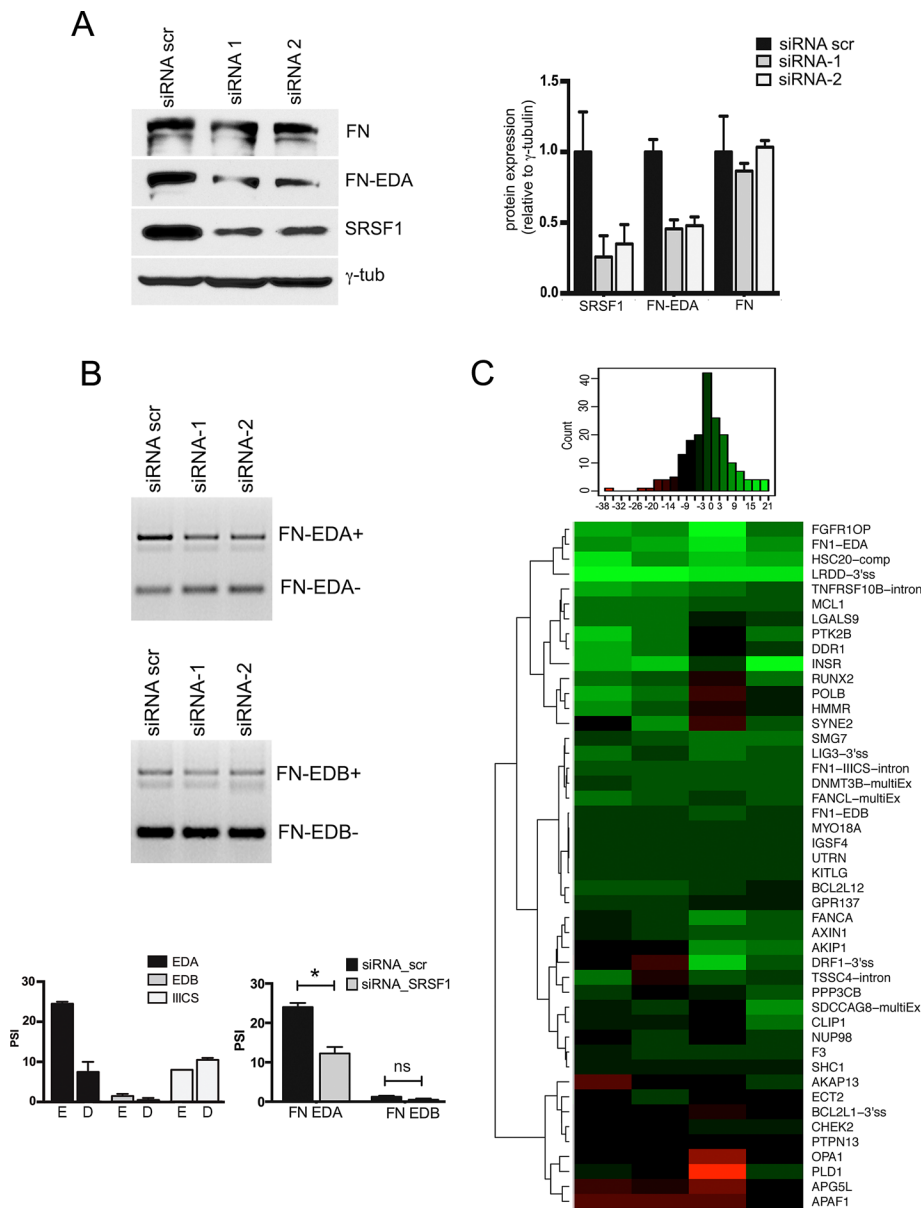 A
siRNA scr
siRNA 1
siRNA 2
FN
FN-EDA
SRSF1
γ-tub
siRNA scr
siRNA-1
siRNA-2
protein expression
(relative to γ-tubulin)
1.5
1.0
0.5
0.0
SRSF1 FN-EDA FN
B
siRNA scr
siRNA-1
siRNA-2
FN-EDA+
FN-EDA-
siRNA scr
siRNA-1
siRNA-2
FN-EDB+
FN-EDB-
EDA
EDB
IIICS
PSI
30
20
10
0
E D E D E D
siRNA_scr
siRNA_SRSF1
PSI
30
20
10
0
*
ns
FN EDA FN EDB
C
Count
40
30
20
10
0
-38 -32 -26 -20 -14 -9 -3 0 3 9 15 21
FGFR1OP
FN1-EDA
HSC20-comp
LRDD-3'ss
TNFRSF10B-intron
MCL1
LGALS9
PTK2B
DDR1
INSR
RUNX2
POLB
HMMR
SYNE2
SMG7
LIG3-3'ss
FN1-IIICS-intron
DNMT3B-multiEx
FANCL-multiEx
FN1-EDB
MYO18A
IGSF4
UTRN
KITLG
BCL2L12
GPR137
FANCA
AXIN1
AKIP1
DRF1-3'ss
TSSC4-intron
PPP3CB
SDCCAG8-multiEx
CLIP1
NUP98
F3
SHC1
AKAP13
ECT2
BCL2L1-3'ss
CHEK2
PTPN13
OPA1
PLD1
APG5L
APAF1